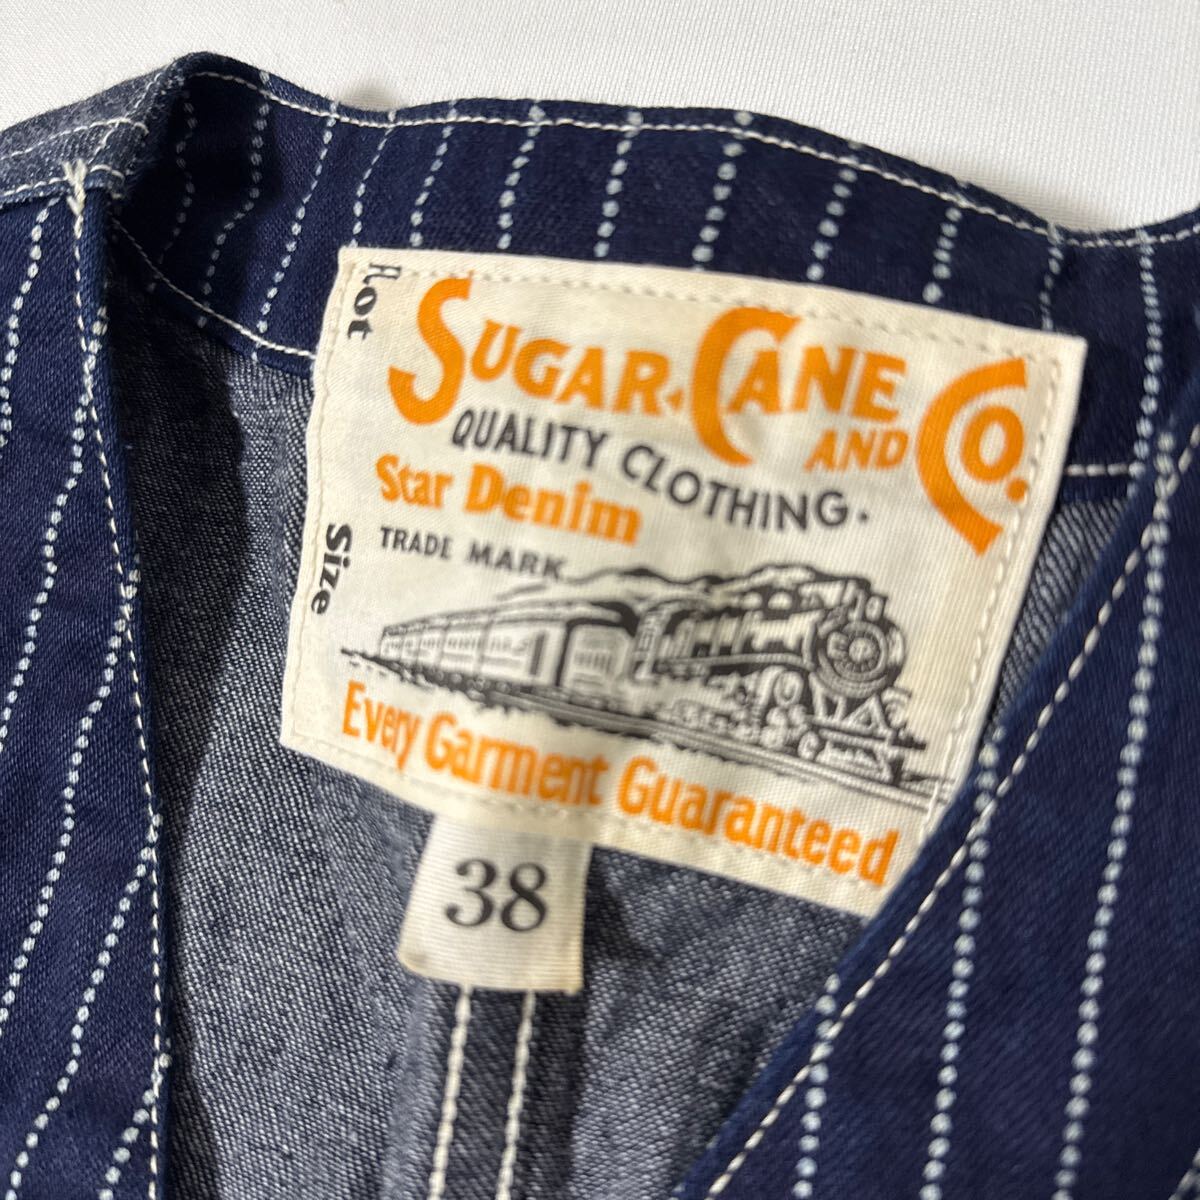 Lot
SUGAR CANE AND CO.
QUALITY CLOTHING.
Star Denim
TRADE MARK
Size
Every Garment Guaranteed
38